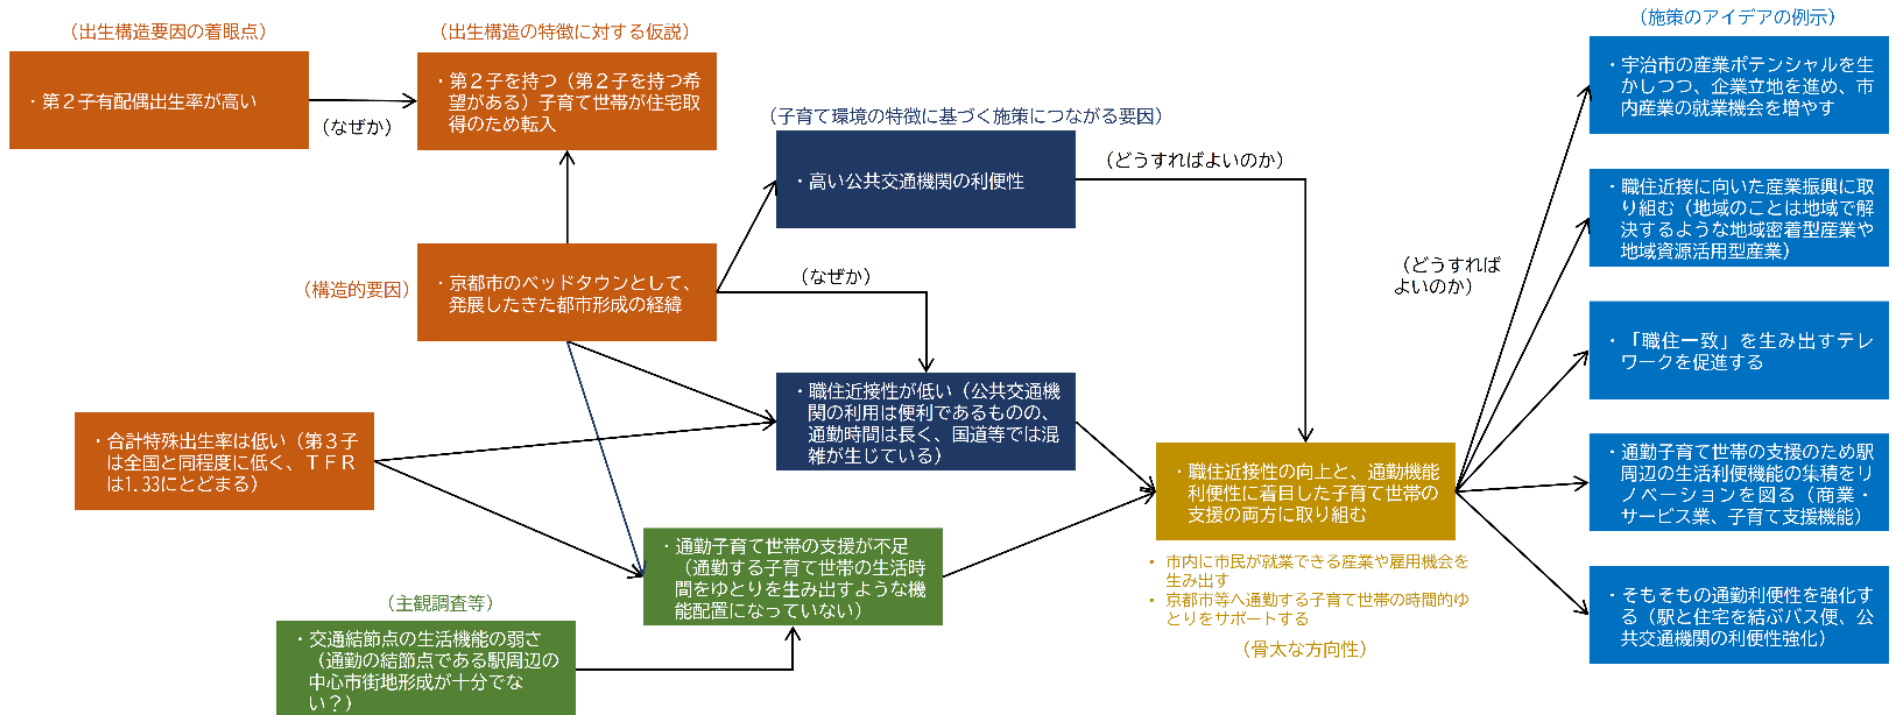 （出生構造要因の着眼点）
・第２子有配偶出生率が高い
（なぜか）
（出生構造の特徴に対する仮説）
・第２子を持つ（第２子を持つ希
望がある）子育て世帯が住宅取
得のため転入
（構造的要因）
・京都市のベッドタウンとして、
発展したきた都市形成の経緯
・合計特殊出生率は低い（第３子
は全国と同程度に低く、ＴＦＲ
は1.33にとどまる）
（主観調査等）
・交通結節点の生活機能の弱さ
（通勤の結節点である駅周辺の
中心市街地形成が十分でな
い？）
（子育て環境の特徴に基づく施策につながる要因）
・高い公共交通機関の利便性
（なぜか）
・職住近接性が低い（公共交通機
関の利用は便利であるものの、
通勤時間は長く、国道等では混
雑が生じている）
・通勤子育て世帯の支援が不足
（通勤する子育て世帯の生活時
間をゆとりを生み出すような機
能配置になっていない）
（どうすればよいのか）
・職住近接性の向上と、通勤機能
利便性に着目した子育て世帯の
支援の両方に取り組む
• 市内に市民が就業できる産業や雇用機会を
生み出す
• 京都市等へ通勤する子育て世帯の時間的ゆ
とりをサポートする
（骨太な方向性）
（どうすれば
よいのか）
（施策のアイデアの例示）
・宇治市の産業ポテンシャルを生
かしつつ、企業立地を進め、市
内産業の就業機会を増やす
・職住近接に向いた産業振興に取
り組む（地域のことは地域で解
決するような地域密着型産業や
地域資源活用型産業）
・「職住一致」を生み出すテレ
ワークを促進する
・通勤子育て世帯の支援のため駅
周辺の生活利便機能の集積をリ
ノベーションを図る（商業・
サービス業、子育て支援機能）
・そもそもの通勤利便性を強化す
る（駅と住宅を結ぶバス便、公
共交通機関の利便性強化）